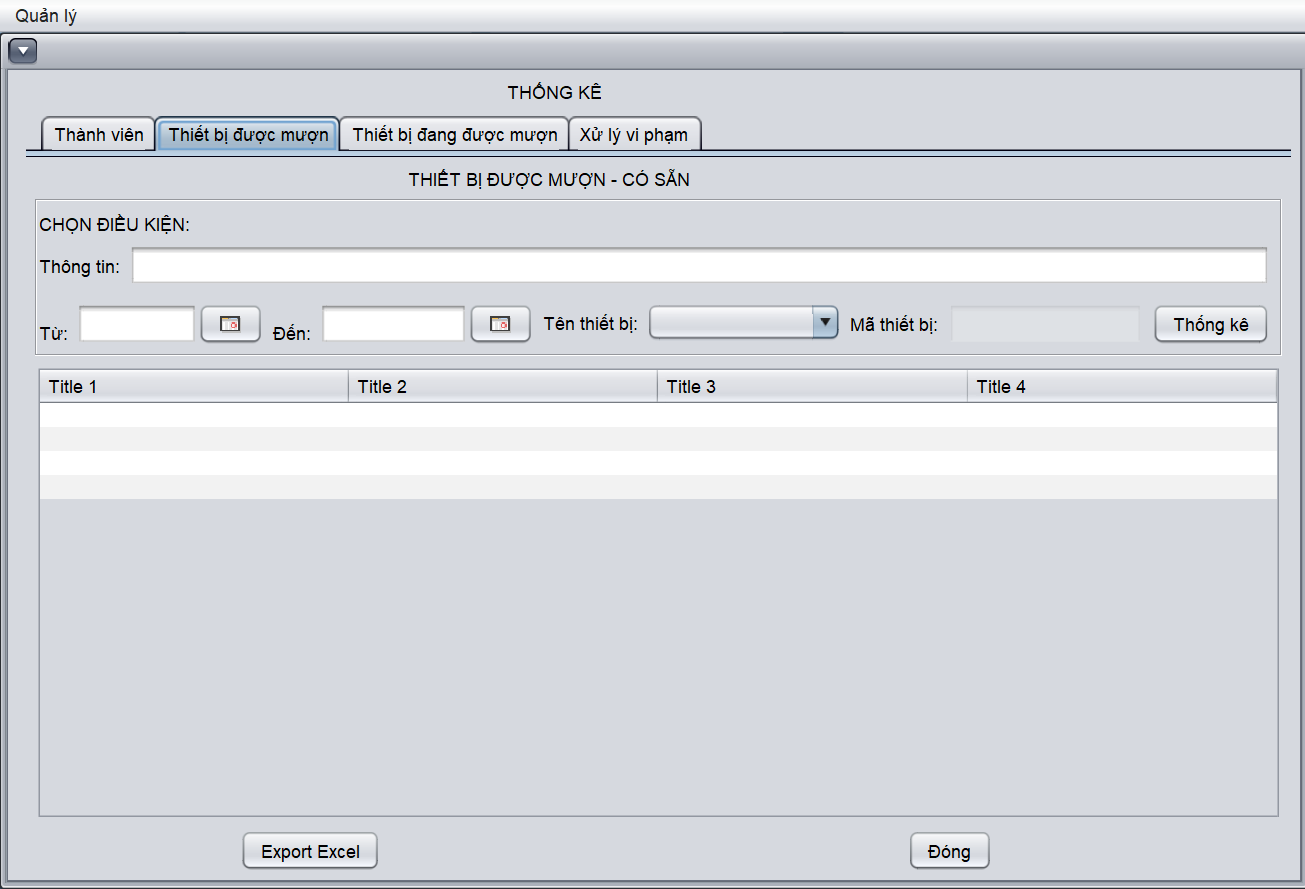 Quản lý
THỐNG KÊ
Thành viên Thiết bị được mượn Thiết bị đang được mượn Xử lý vi phạm
THIẾT BỊ ĐƯỢC MƯỢN - CÓ SẴN
CHỌN ĐIỀU KIỆN:
Thông tin:
Từ: Đến: Tên thiết bị: Mã thiết bị: Thống kê
Title 1 Title 2 Title 3 Title 4
Export Excel Đóng